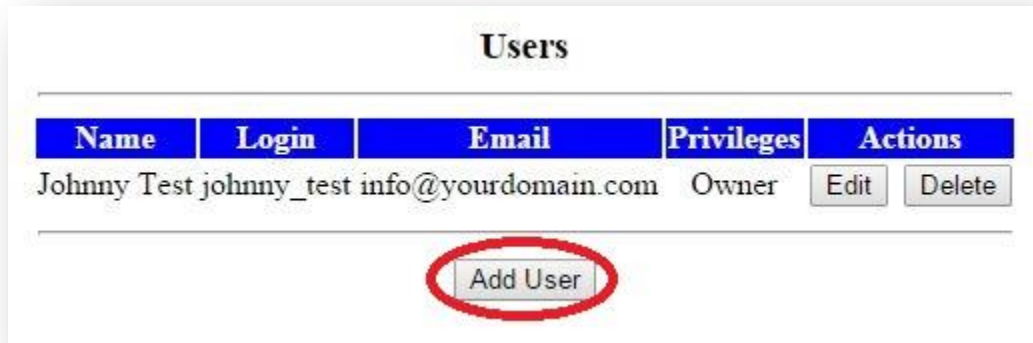 Users
Name Login Email Privileges Actions
Johnny Test johnny_test info@yourdomain.com Owner Edit Delete
Add User